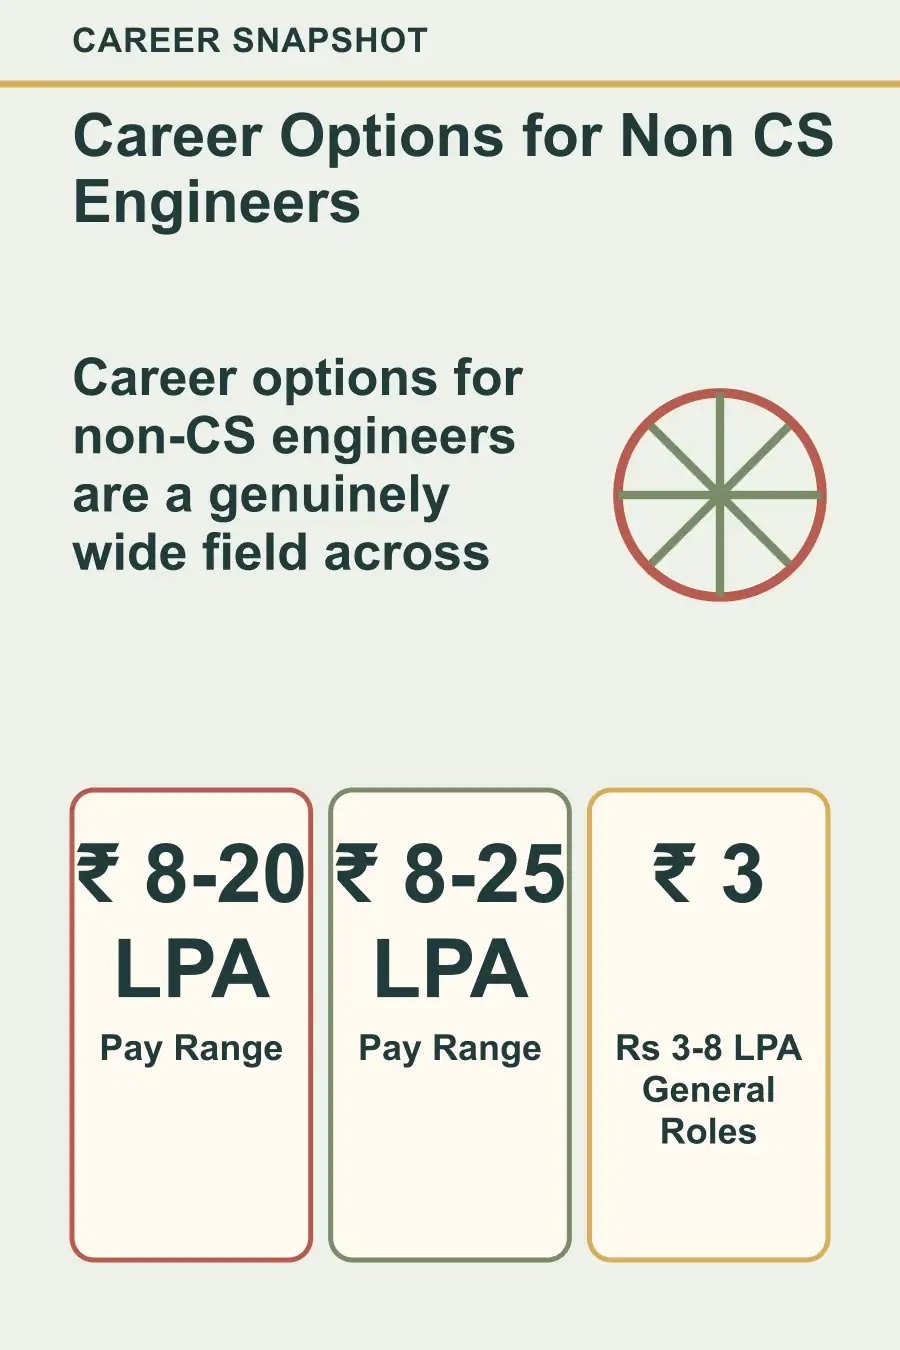 CAREER SNAPSHOT
Career Options for Non CS
Engineers
Career options for
non-CS engineers
are a genuinely
wide field across
₹ 8-20
LPA
Pay Range
₹ 8-25
LPA
Pay Range
₹ 3
Rs 3-8 LPA
General
Roles